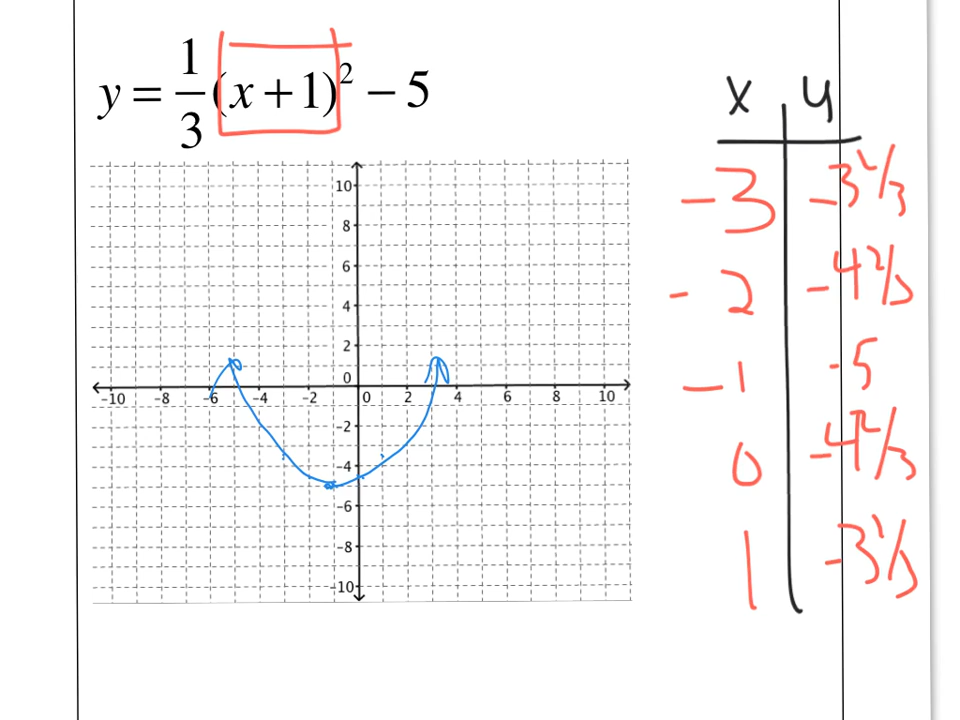 y = 1/3 (x + 1)² − 5
x y
-3 -3 2/3
-2 -4 2/3
-1 -5
0 -4 2/3
1 -3 1/3
10
8
6
4
2
0
-10 -8 -6 -4 -2 0 2 4 6 8 10
-2
-4
-6
-8
-10